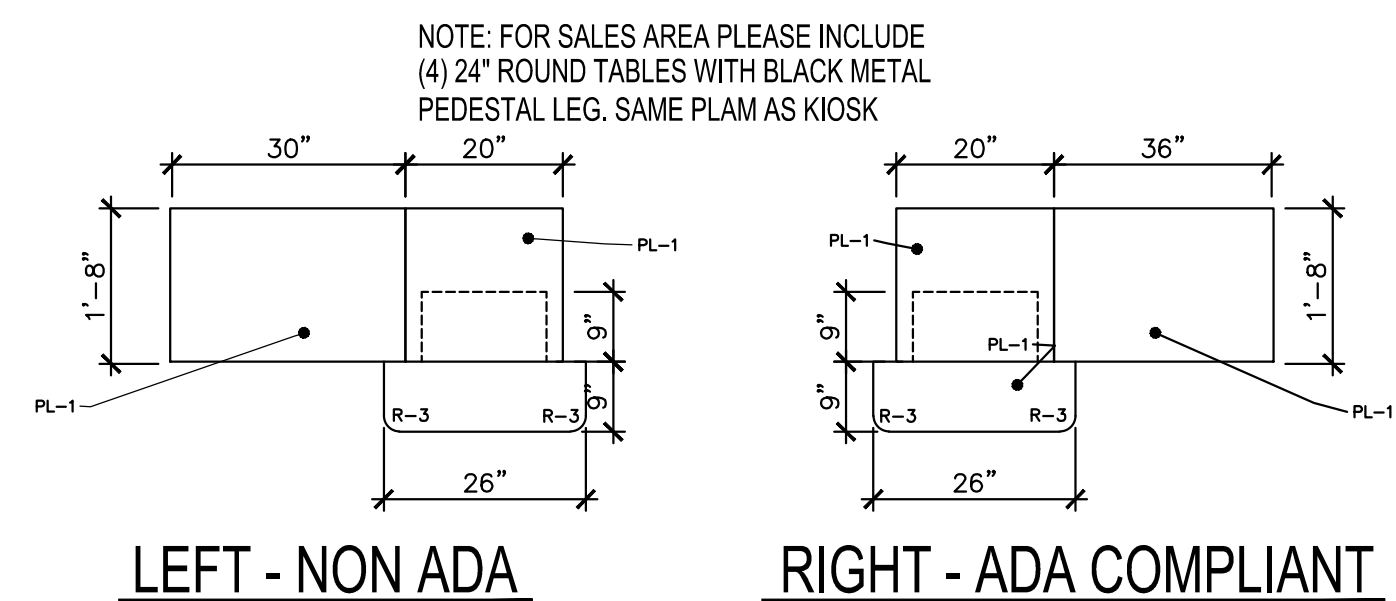 NOTE: FOR SALES AREA PLEASE INCLUDE
(4) 24" ROUND TABLES WITH BLACK METAL
PEDESTAL LEG. SAME PLAM AS KIOSK
30" 20"
20" 36"
1'-8"
PL-1
9"
9"
PL-1
R-3 R-3
26"
PL-1
9"
9"
PL-1
1'-8"
PL-1
R-3 R-3
26"
LEFT - NON ADA
RIGHT - ADA COMPLIANT